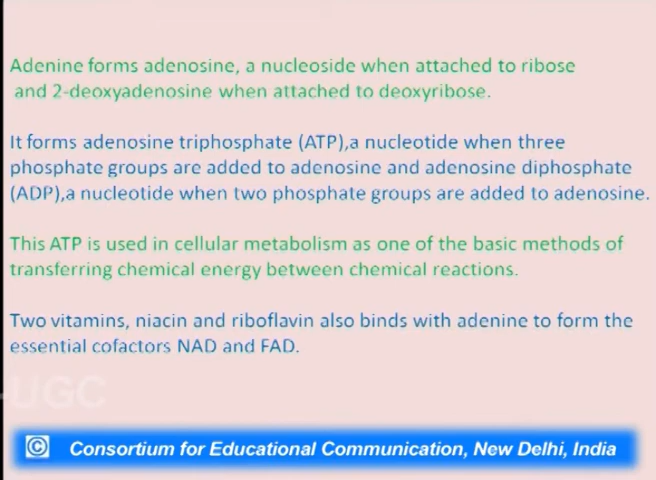 Adenine forms adenosine, a nucleoside when attached to ribose
and 2-deoxyadenosine when attached to deoxyribose.
It forms adenosine triphosphate (ATP),a nucleotide when three
phosphate groups are added to adenosine and adenosine diphosphate
(ADP),a nucleotide when two phosphate groups are added to adenosine.
This ATP is used in cellular metabolism as one of the basic methods of
transferring chemical energy between chemical reactions.
Two vitamins, niacin and riboflavin also binds with adenine to form the
essential cofactors NAD and FAD.
-UGC
© Consortium for Educational Communication, New Delhi, India